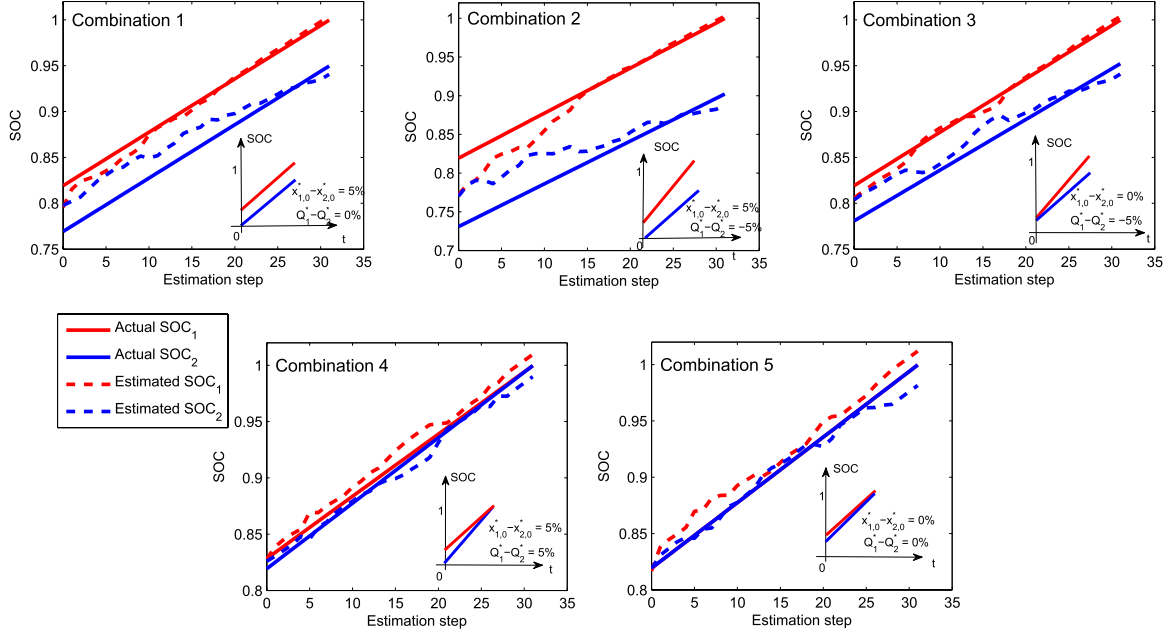 Combination 1
SOC
1
0.95
0.9
0.85
0.8
0.75
0 5 10 15 20 25 30 35
Estimation step
SOC
1
0
t
x*1,0−x*2,0 = 5%
Q*1−Q*2 = 0%
Combination 2
SOC
1
0.95
0.9
0.85
0.8
0.75
0.7
0 5 10 15 20 25 30 35
Estimation step
SOC
1
0
t
x*1,0−x*2,0 = 5%
Q*1−Q*2 = −5%
Combination 3
SOC
1
0.95
0.9
0.85
0.8
0.75
0 5 10 15 20 25 30 35
Estimation step
SOC
1
0
t
x*1,0−x*2,0 = 0%
Q*1−Q*2 = −5%
Actual SOC1
Actual SOC2
Estimated SOC1
Estimated SOC2
Combination 4
SOC
1
0.95
0.9
0.85
0.8
0 5 10 15 20 25 30 35
Estimation step
SOC
1
0
t
x*1,0−x*2,0 = 5%
Q*1−Q*2 = 5%
Combination 5
SOC
1
0.95
0.9
0.85
0.8
0 5 10 15 20 25 30 35
Estimation step
SOC
1
0
t
x*1,0−x*2,0 = 0%
Q*1−Q*2 = 0%